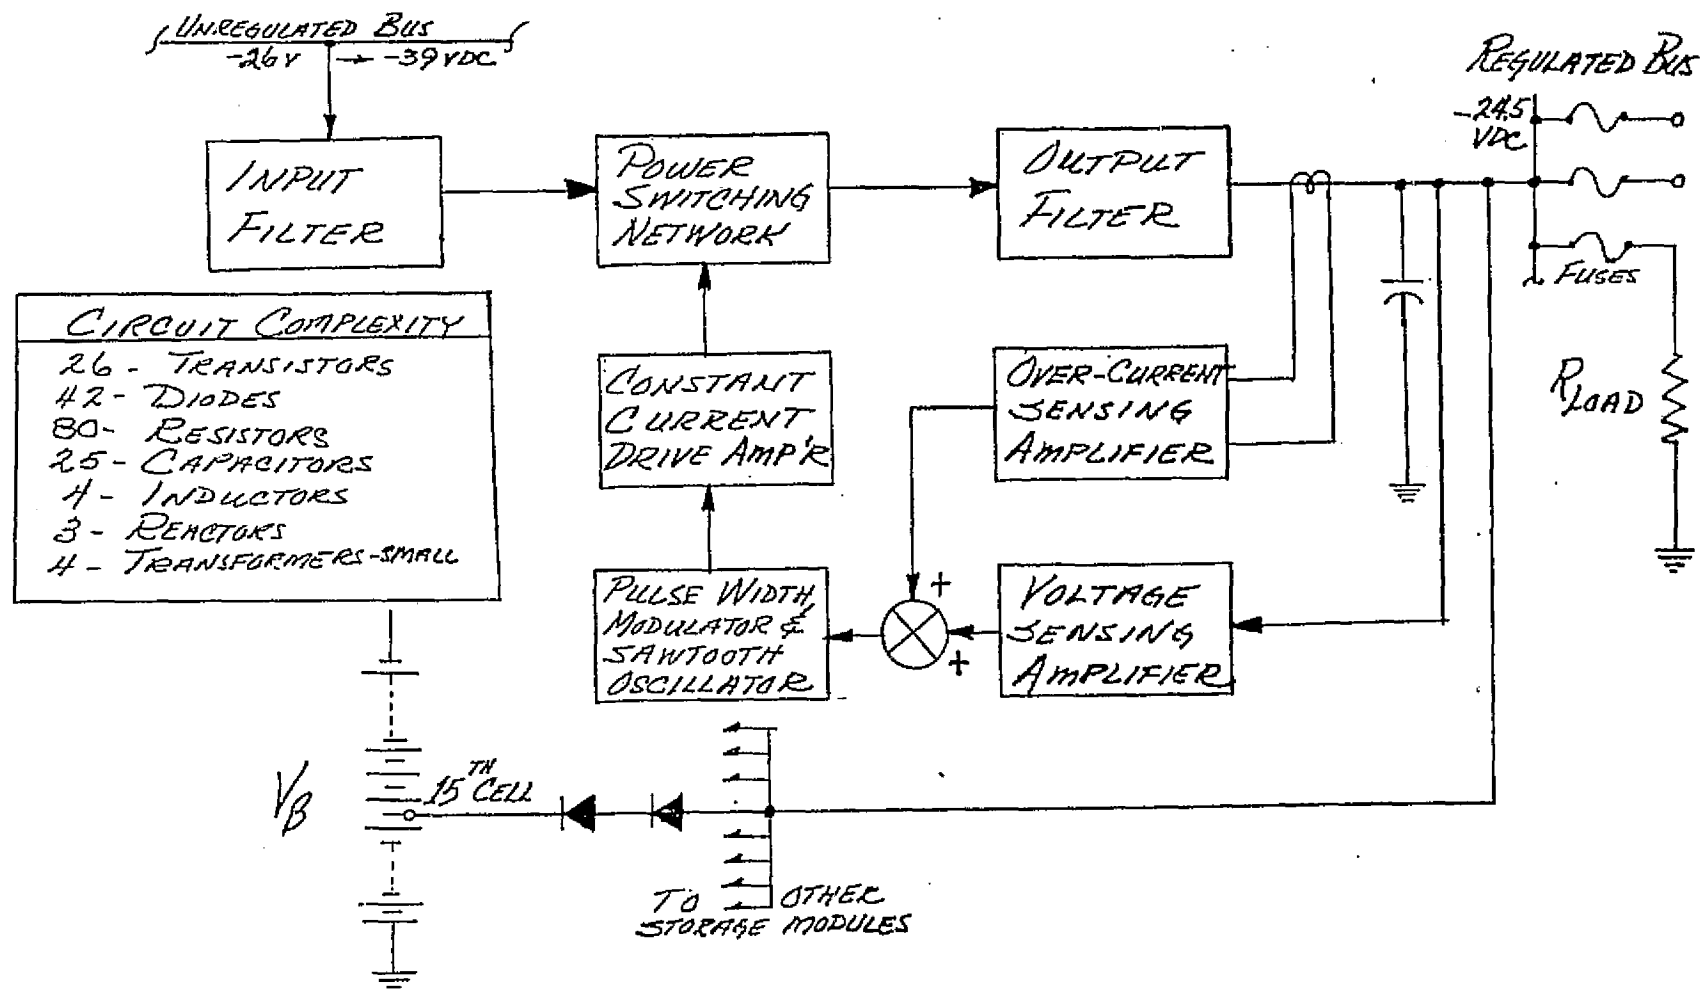 UNREGULATED BUS
-26V → -39VDC
REGULATED BUS
-24.5
VDC
INPUT
FILTER
POWER
SWITCHING
NETWORK
OUTPUT
FILTER
FUSES
CIRCUIT COMPLEXITY
26 - TRANSISTORS
42 - DIODES
80 - RESISTORS
25 - CAPACITORS
4 - INDUCTORS
3 - REACTORS
4 - TRANSFORMERS-SMALL
CONSTANT
CURRENT
DRIVE AMP'R
OVER-CURRENT
SENSING
AMPLIFIER
RLOAD
PULSE WIDTH
MODULATOR &
SAWTOOTH
OSCILLATOR
+
+
VOLTAGE
SENSING
AMPLIFIER
VB
15TH CELL
TO OTHER
STORAGE MODULES